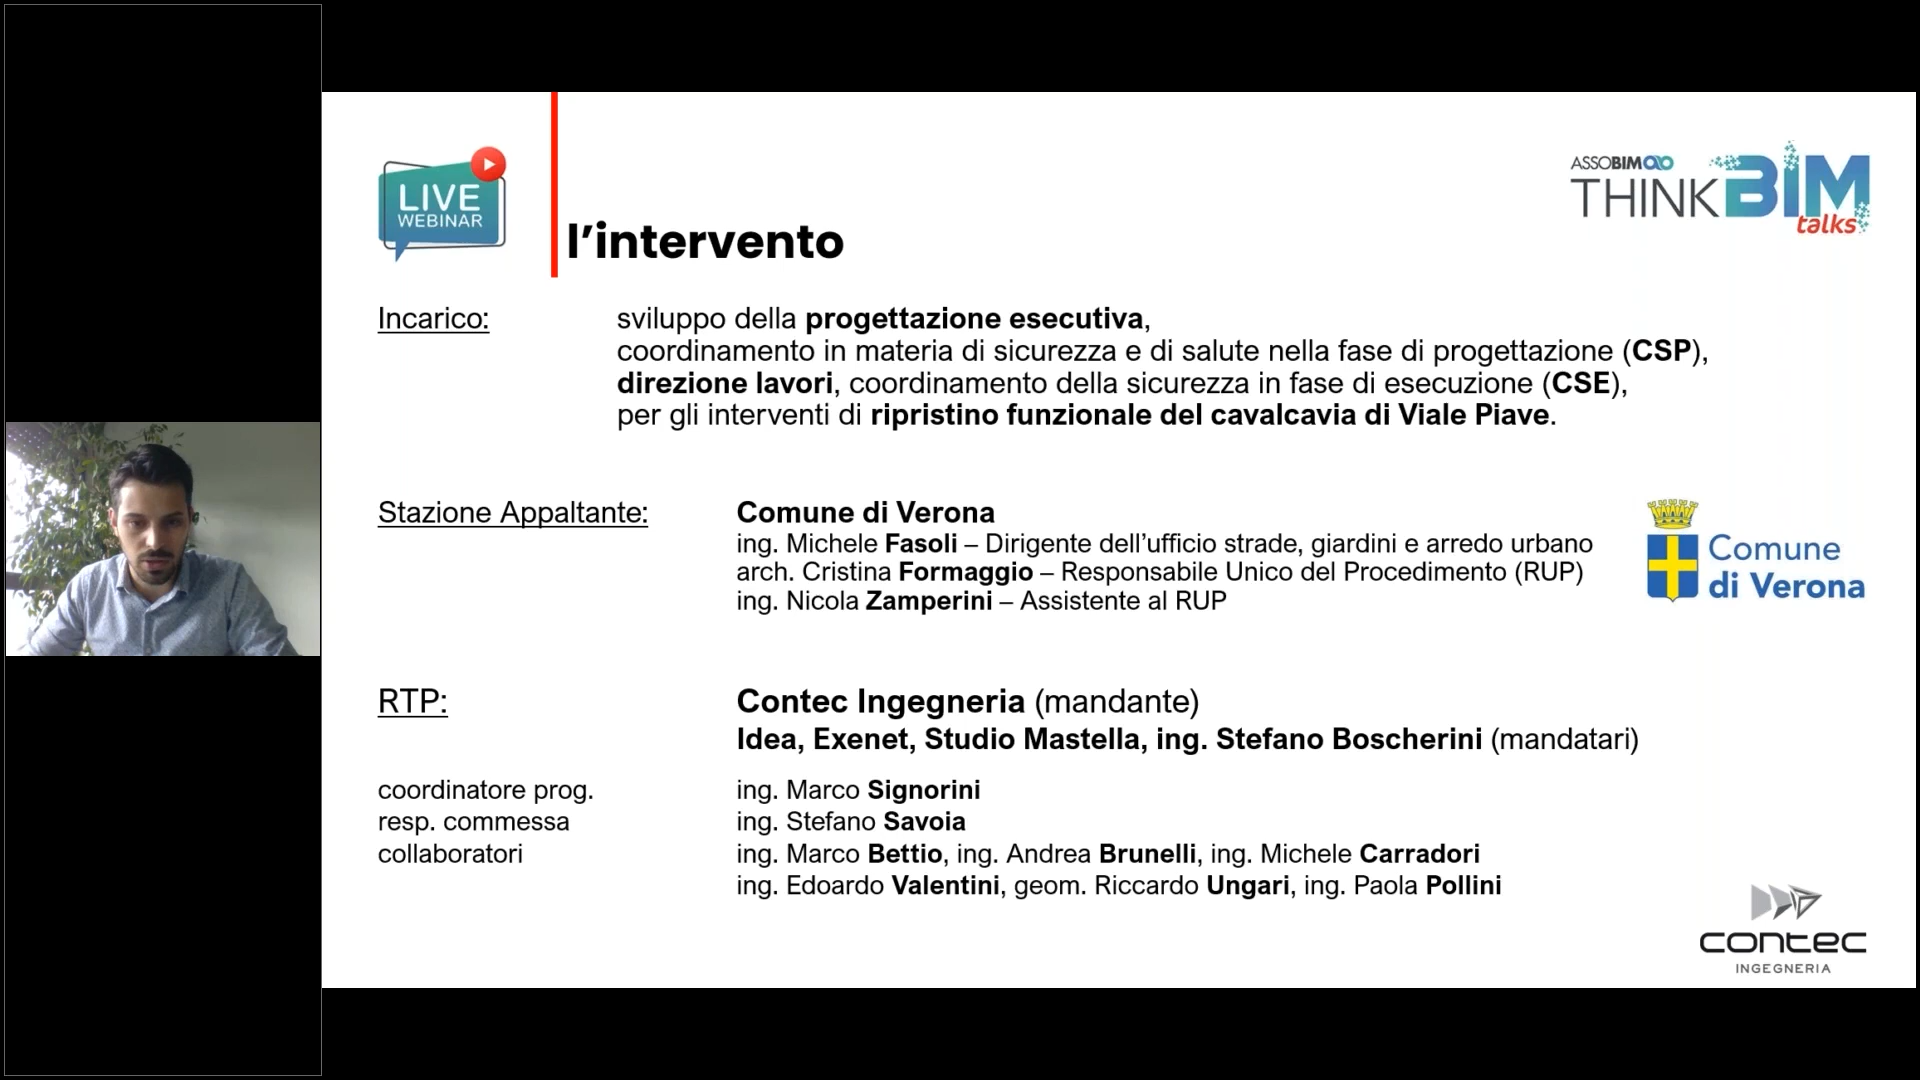 LIVE
WEBINAR
l'intervento
ASSOBIM
THINK BIM
talks
Incarico: sviluppo della progettazione esecutiva,
coordinamento in materia di sicurezza e di salute nella fase di progettazione (CSP),
direzione lavori, coordinamento della sicurezza in fase di esecuzione (CSE),
per gli interventi di ripristino funzionale del cavalcavia di Viale Piave.
Stazione Appaltante: Comune di Verona
ing. Michele Fasoli – Dirigente dell'ufficio strade, giardini e arredo urbano
arch. Cristina Formaggio – Responsabile Unico del Procedimento (RUP)
ing. Nicola Zamperini – Assistente al RUP
Comune
di Verona
RTP: Contec Ingegneria (mandante)
Idea, Exenet, Studio Mastella, ing. Stefano Boscherini (mandatari)
coordinatore prog. ing. Marco Signorini
resp. commessa ing. Stefano Savoia
collaboratori ing. Marco Bettio, ing. Andrea Brunelli, ing. Michele Carradori
ing. Edoardo Valentini, geom. Riccardo Ungari, ing. Paola Pollini
contec
INGEGNERIA